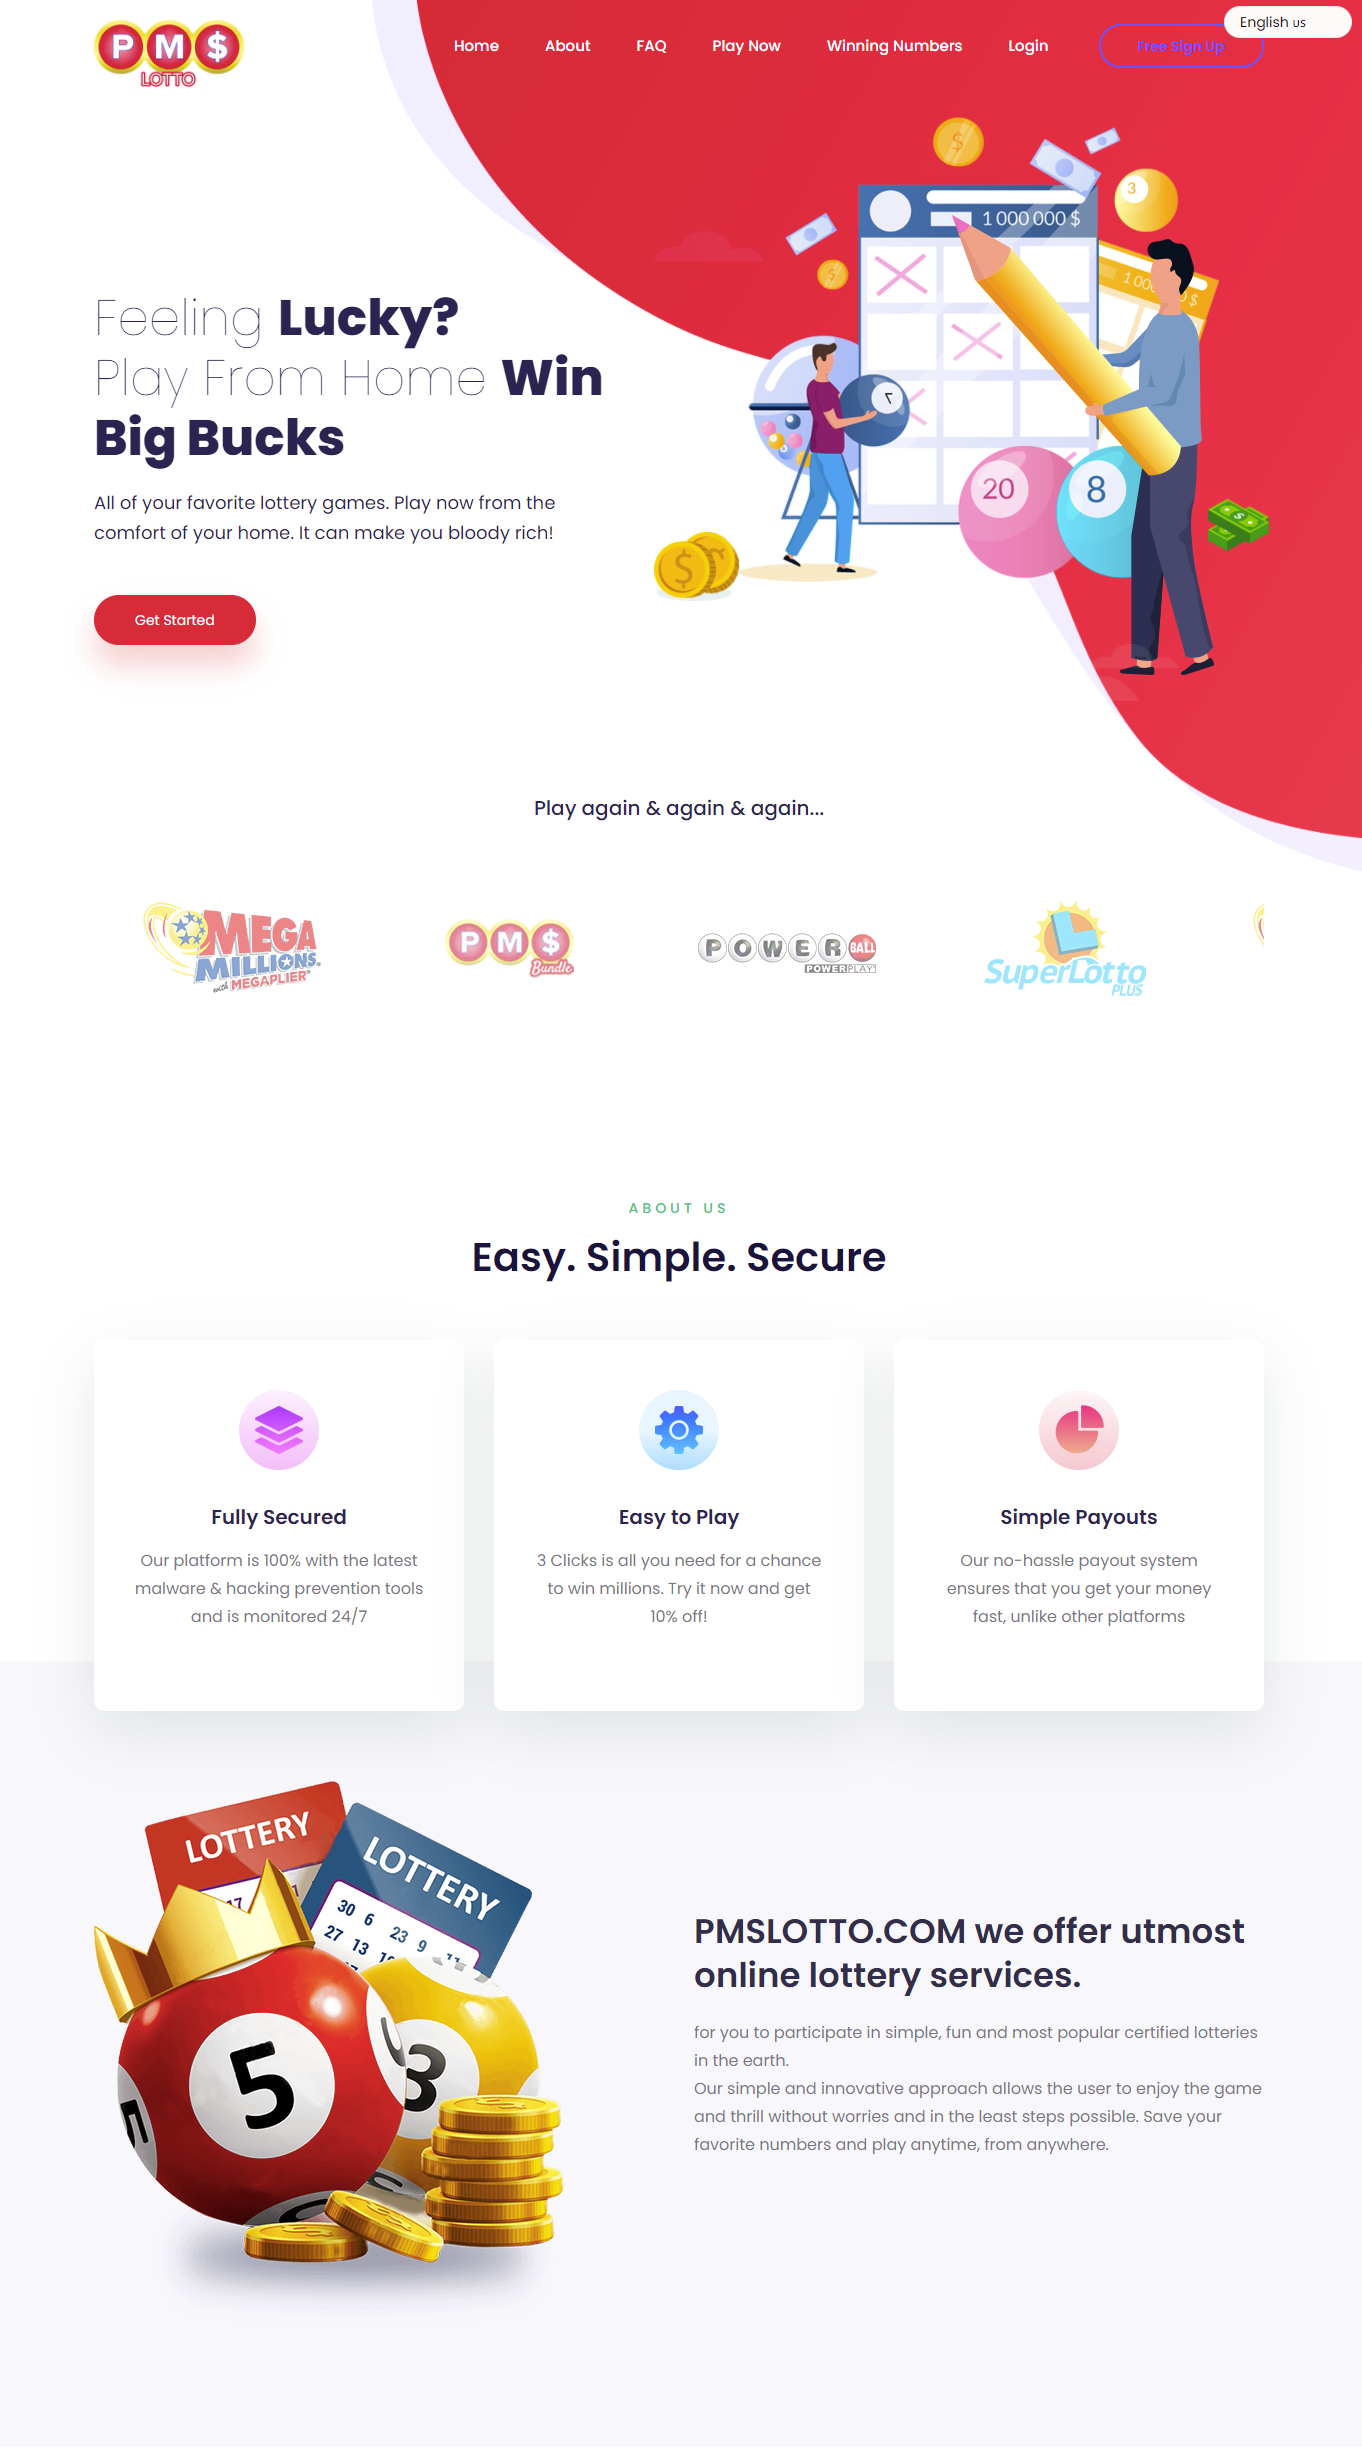 PM$
LOTTO
Home
About
FAQ
Play Now
Winning Numbers
Login
Free Sign Up
English us
1 000 000 $
3
Feeling Lucky?
Play From Home Win
Big Bucks
7
20
8
All of your favorite lottery games. Play now from the
comfort of your home. It can make you bloody rich!
Get Started
Play again & again & again...
MEGA
MILLIONS
with MEGAPLIER
PM$
Bundle
POWER BALL
POWERPLAY
SuperLotto
PLUS
ABOUT US
Easy. Simple. Secure
Fully Secured
Our platform is 100% with the latest
malware & hacking prevention tools
and is monitored 24/7
Easy to Play
3 Clicks is all you need for a chance
to win millions. Try it now and get
10% off!
Simple Payouts
Our no-hassle payout system
ensures that you get your money
fast, unlike other platforms
LOTTERY
17
LOTTERY
30 6 23 9
27 13
5
3
PMSLOTTO.COM we offer utmost
online lottery services.
for you to participate in simple, fun and most popular certified lotteries
in the earth.
Our simple and innovative approach allows the user to enjoy the game
and thrill without worries and in the least steps possible. Save your
favorite numbers and play anytime, from anywhere.